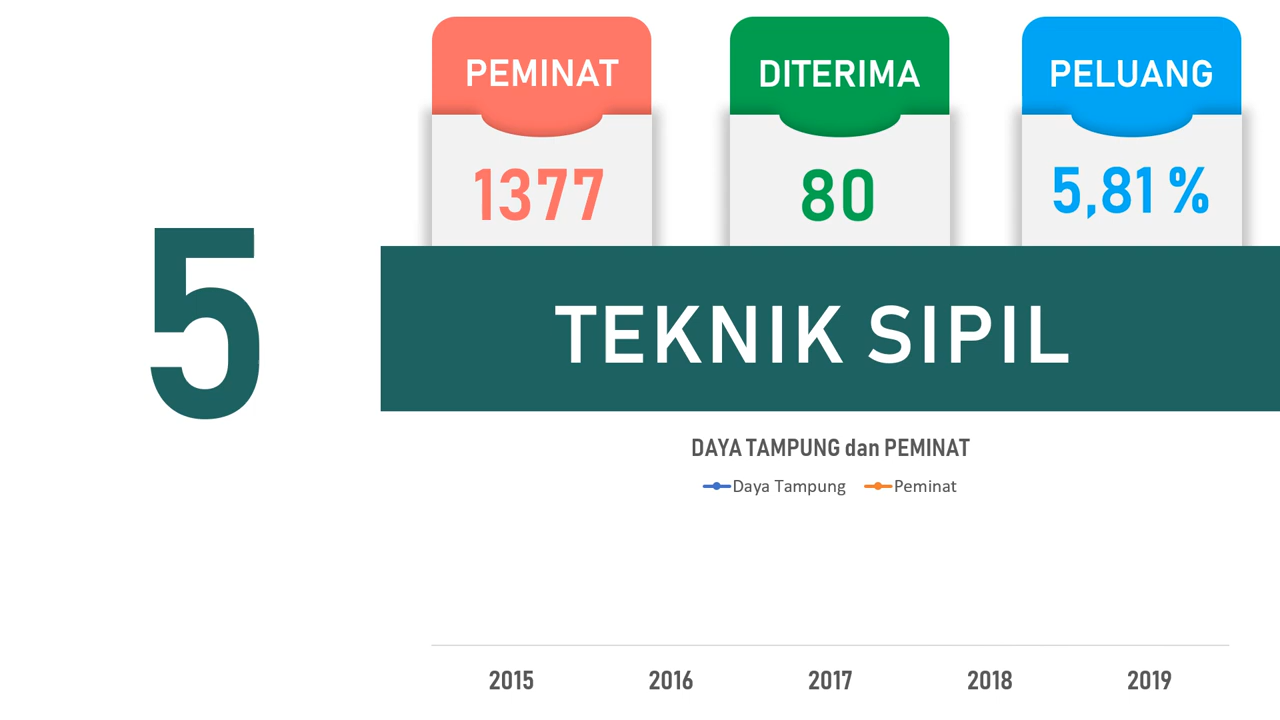 PEMINAT
DITERIMA
PELUANG
1377
80
5,81 %
5
TEKNIK SIPIL
DAYA TAMPUNG dan PEMINAT
Daya Tampung Peminat
2015 2016 2017 2018 2019